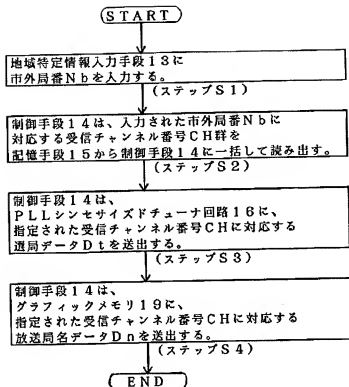 START
地域特定情報入力手段13に
市外局番Nbを入力する。
(ステップS1)
制御手段14は、入力された市外局番Nbに
対応する受信チャンネル番号CH群を
記憶手段15から制御手段14に一括して読み出す。
(ステップS2)
制御手段14は、
PLLシンセサイズドチューナ回路16に、
指定された受信チャンネル番号CHに対応する
選局データDtを送出する。
(ステップS3)
制御手段14は、
グラフィックメモリ19に、
指定された受信チャンネル番号CHに対応する
放送局名データDnを送出する。
(ステップS4)
END